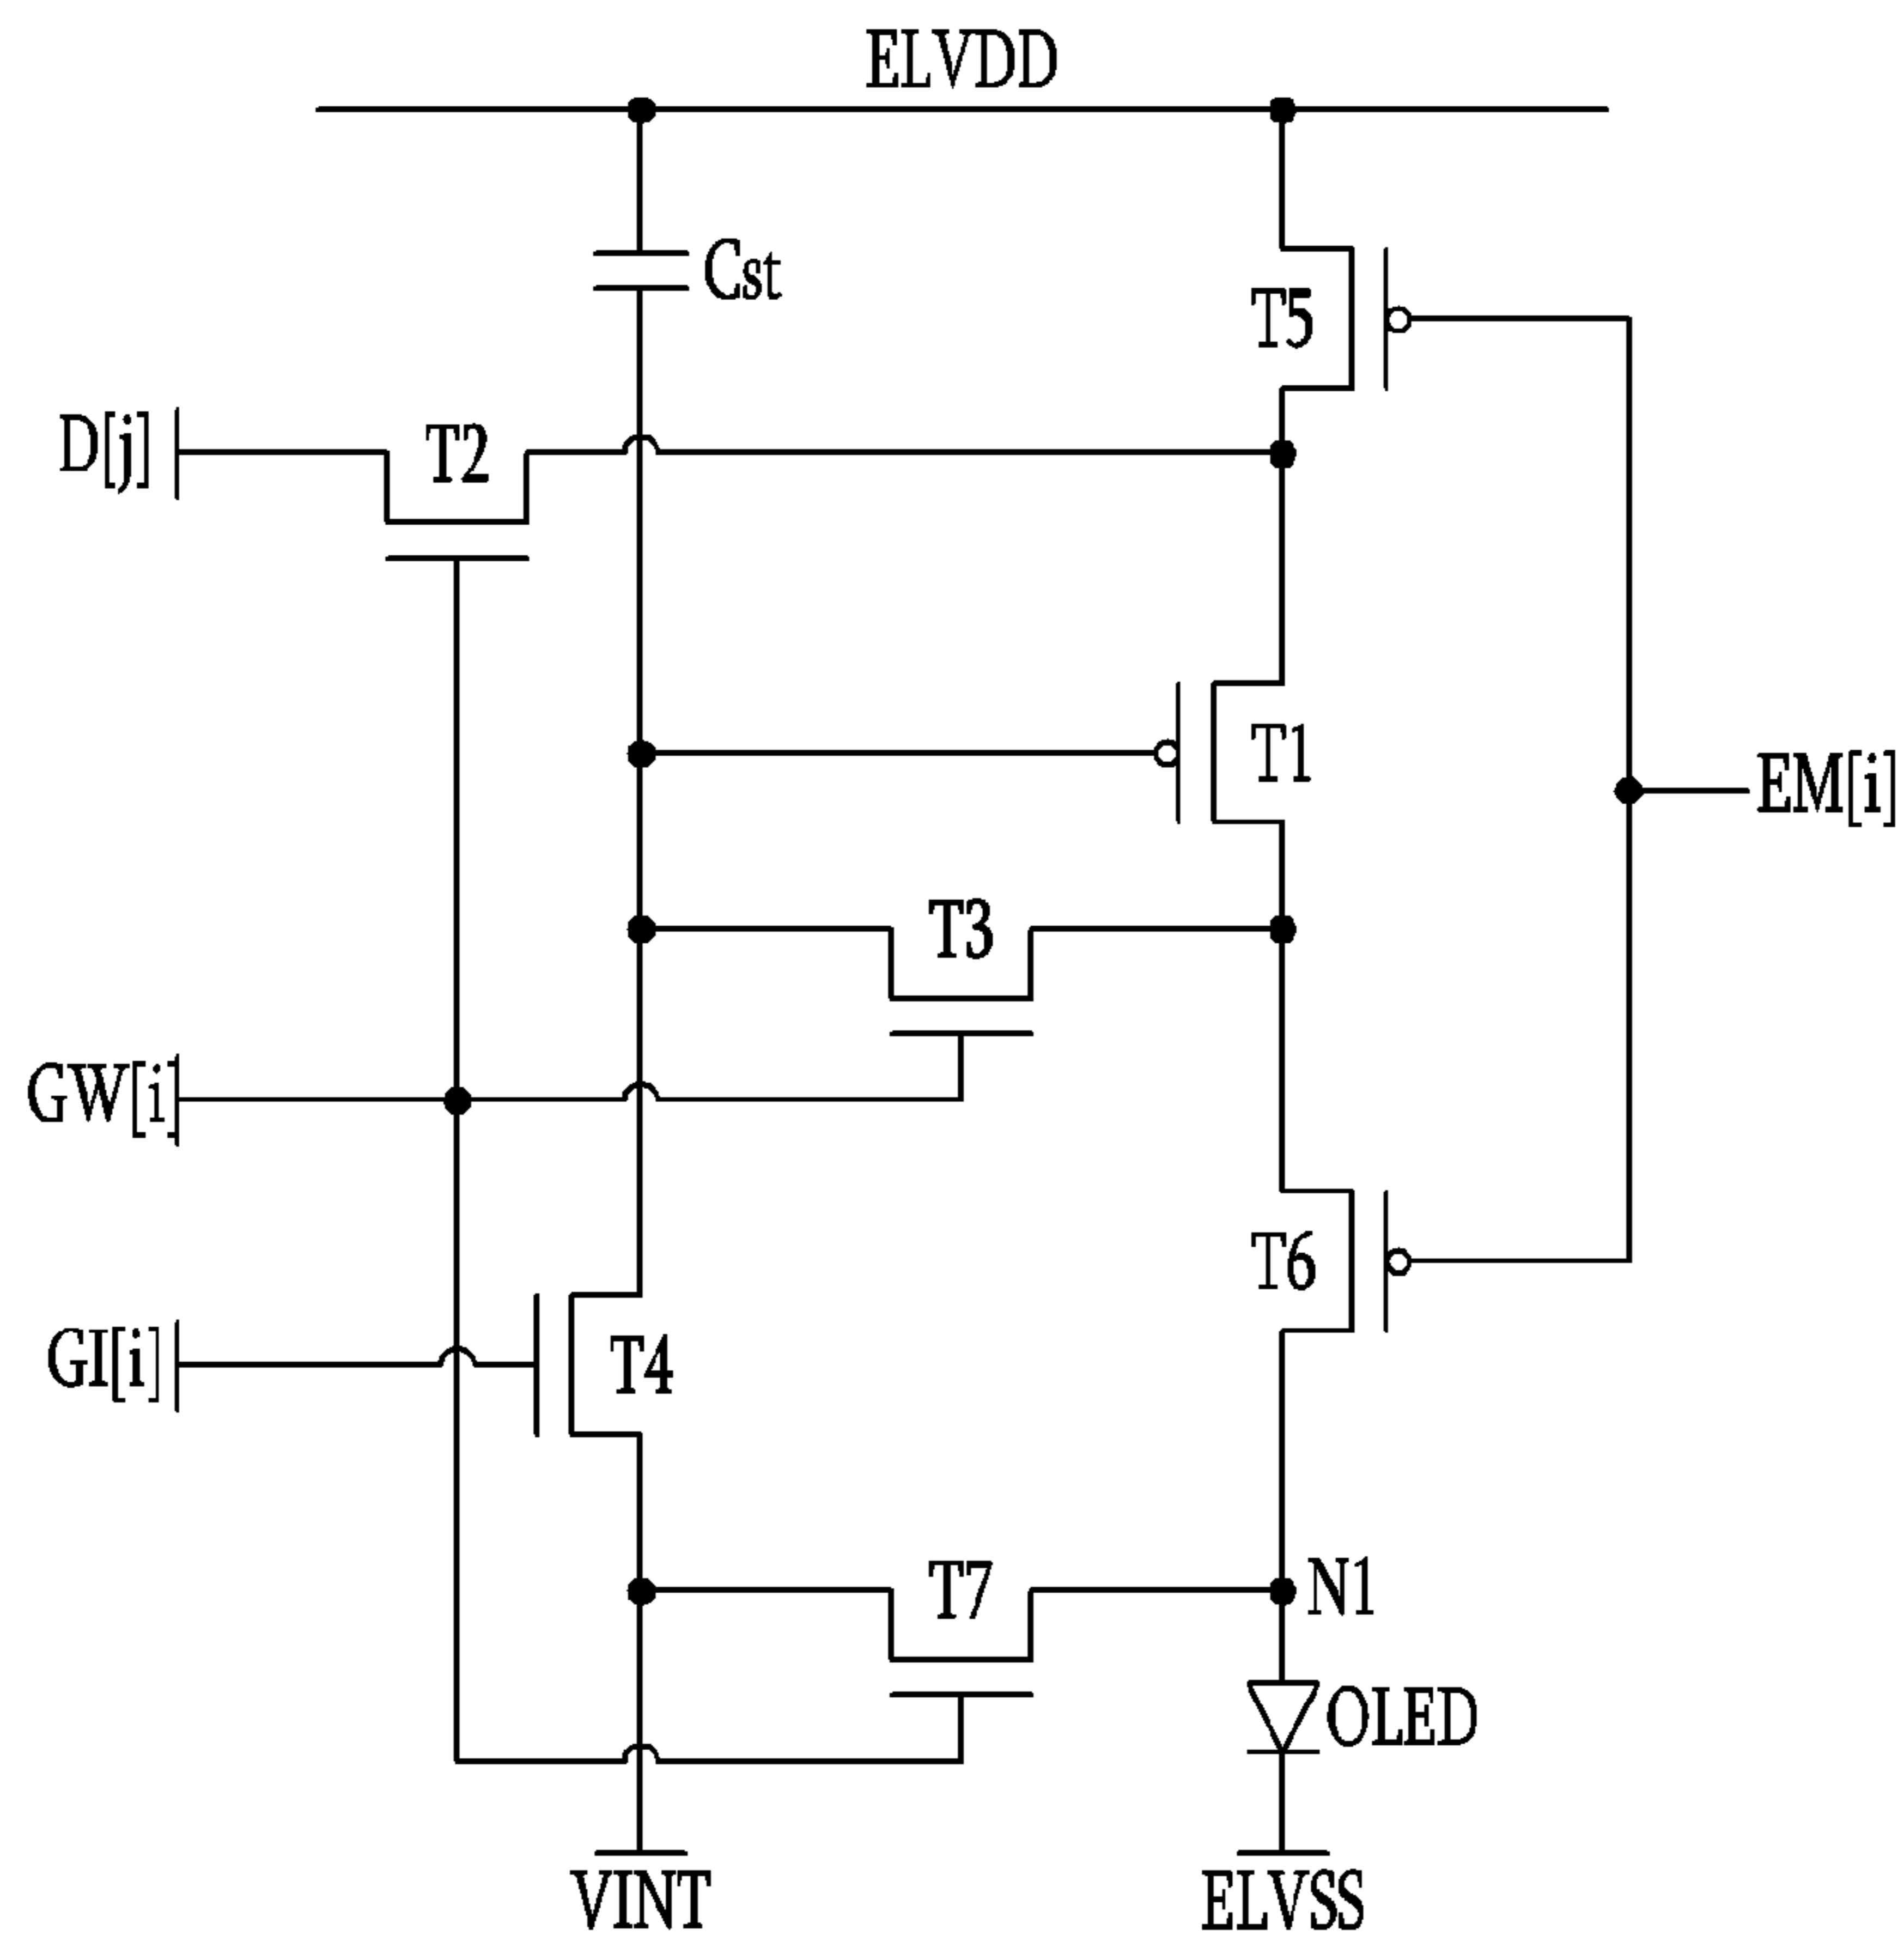 ELVDD
Cst
T5
D[j]
T2
T1
EM[i]
T3
GW[i]
T6
GI[i]
T4
T7
N1
OLED
VINT
ELVSS